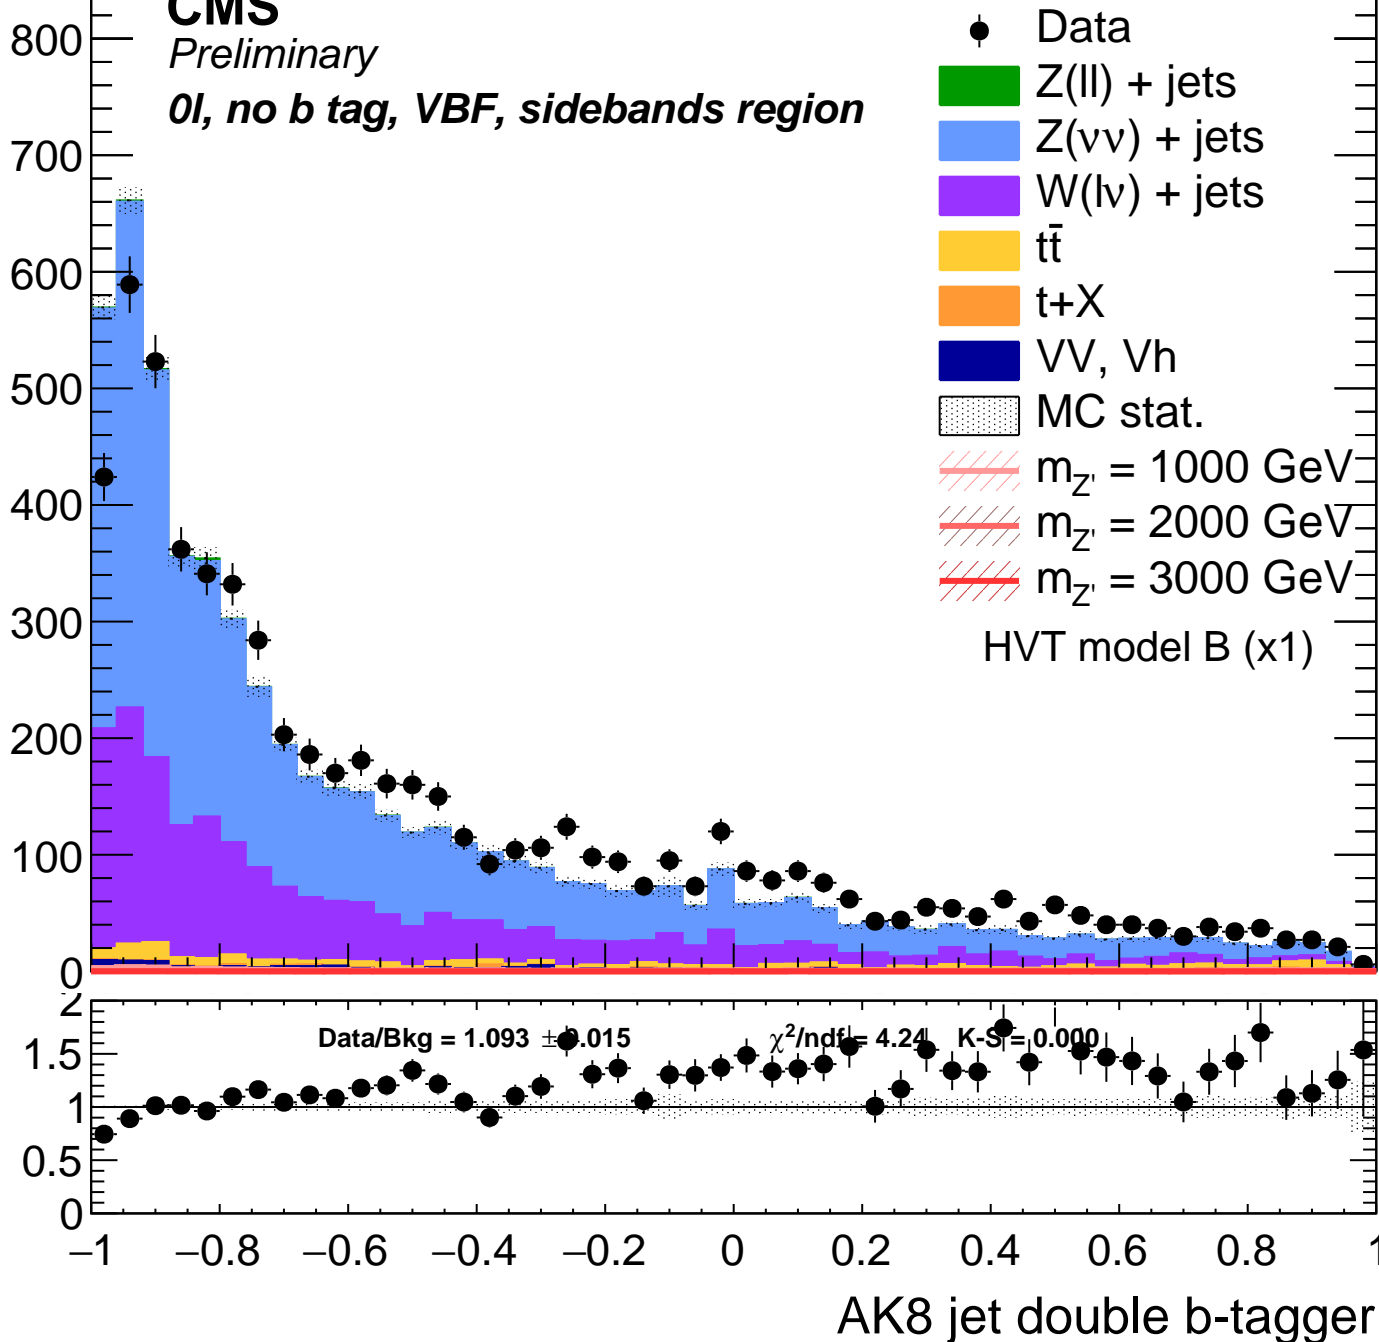 CMS
Preliminary
0l, no b tag, VBF, sidebands region
Data
Z(ll) + jets
Z(νν) + jets
W(lν) + jets
tt̄
t+X
VV, Vh
MC stat.
m_Z' = 1000 GeV
m_Z' = 2000 GeV
m_Z' = 3000 GeV
HVT model B (x1)
800
700
600
500
400
300
200
100
0
Data/Bkg = 1.093 ± 0.015 χ²/ndf = 4.24 K-S = 0.000
2
1.5
1
0.5
0
−1 −0.8 −0.6 −0.4 −0.2 0 0.2 0.4 0.6 0.8 1
AK8 jet double b-tagger